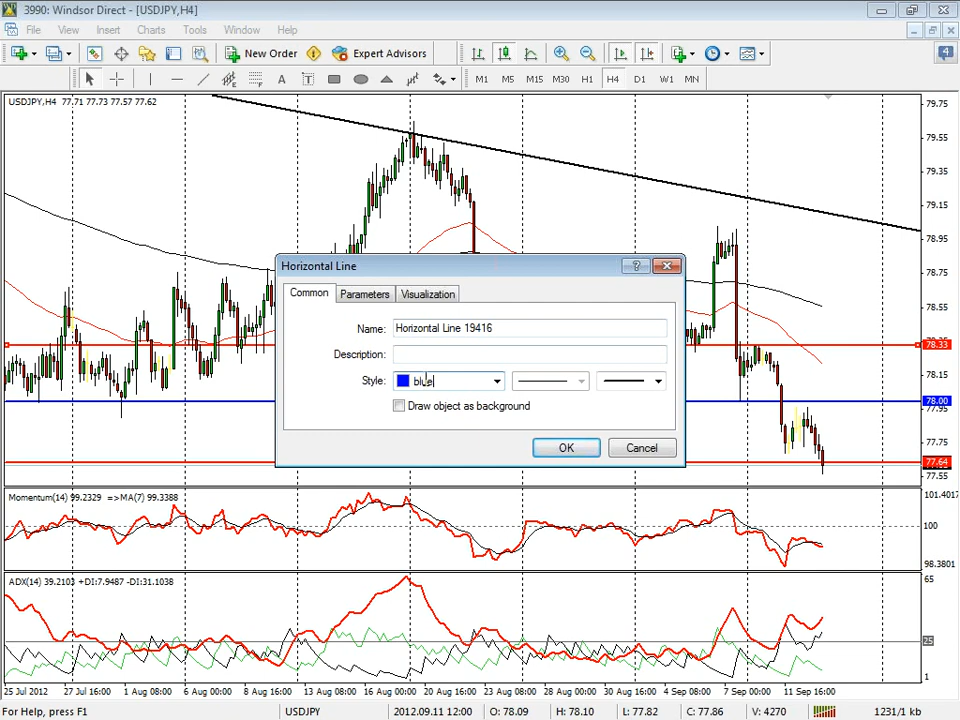 3990: Windsor Direct - [USDJPY,H4]
File View Insert Charts Tools Window Help
New Order Expert Advisors 4
A T M1 M5 M15 M30 H1 H4 D1 W1 MN
USDJPY,H4 77.71 77.73 77.57 77.62
79.75
79.55
79.35
79.15
78.95
78.75
78.55
78.33
78.00
77.95
77.75
77.64
77.55
Horizontal Line
Common Parameters Visualization
Name: Horizontal Line 19416
Description:
Style: blue
Draw object as background
OK Cancel
Momentum(14) 99.2329 =>MA(7) 99.3388
101.4017
100
98.3801
ADX(14) 39.2103 +DI:7.9487 -DI:31.1038
65
25
1
25 Jul 2012 27 Jul 16:00 1 Aug 08:00 6 Aug 00:00 8 Aug 16:00 13 Aug 08:00 16 Aug 00:00 20 Aug 16:00 23 Aug 08:00 28 Aug 00:00 30 Aug 16:00 4 Sep 08:00 7 Sep 00:00 11 Sep 16:00
For Help, press F1 USDJPY 2012.09.11 12:00 O: 78.09 H: 78.10 L: 77.82 C: 77.86 V: 4270 1231/1 kb